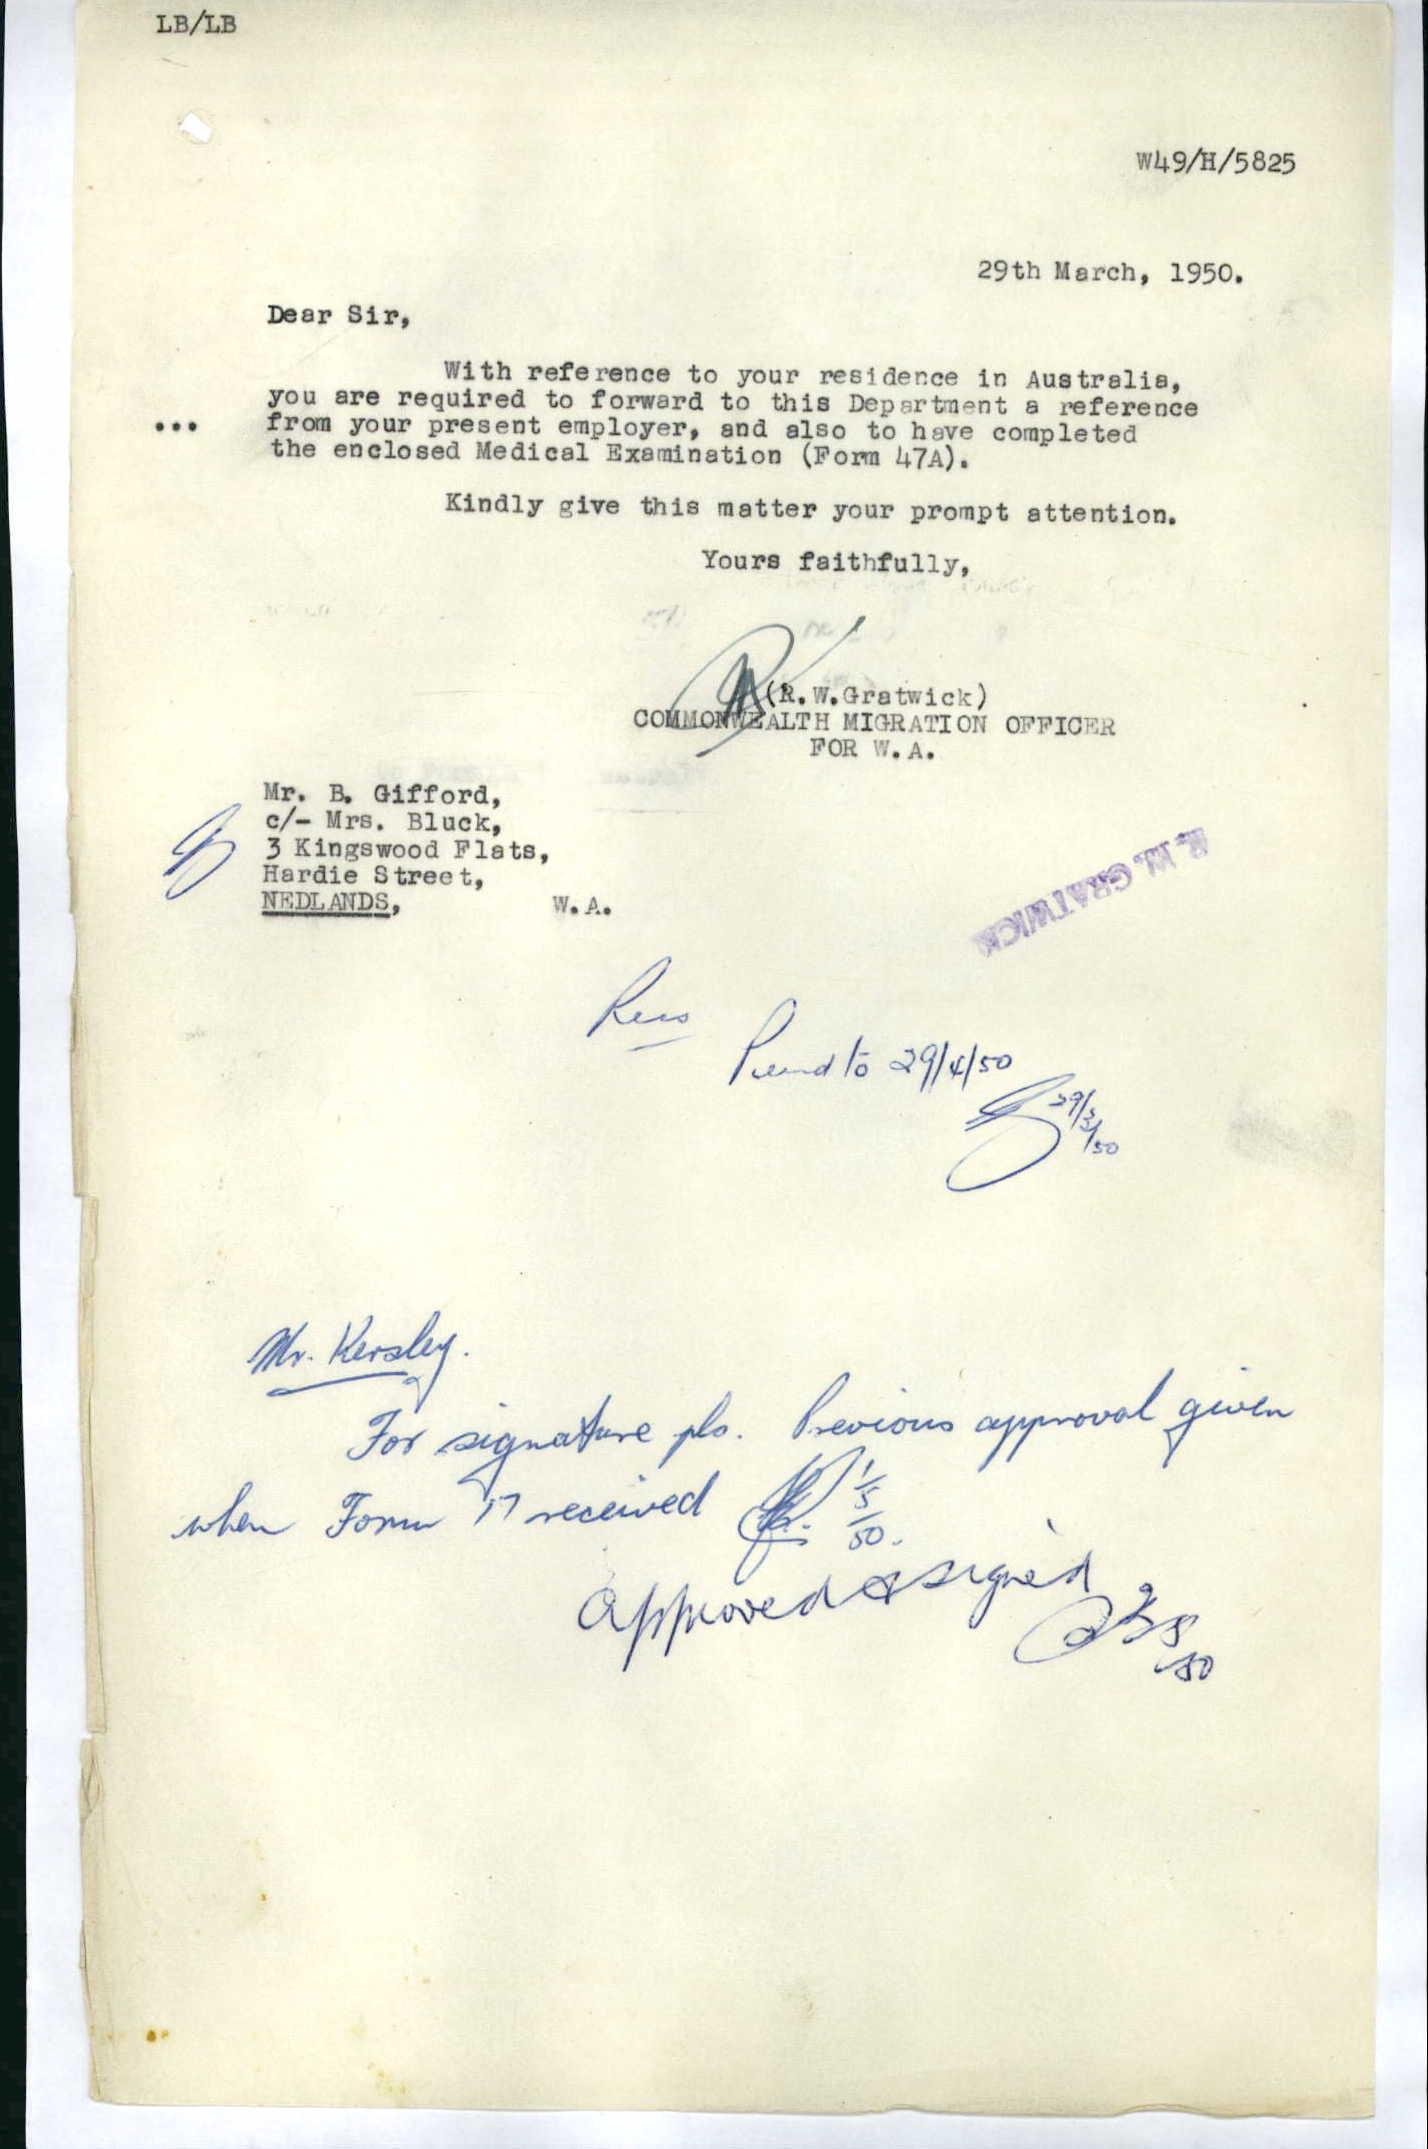 LB/LB
W49/H/5825
29th March, 1950.
Dear Sir,
With reference to your residence in Australia,
you are required to forward to this Department a reference
... from your present employer, and also to have completed
the enclosed Medical Examination (Form 47A).
Kindly give this matter your prompt attention.
Yours faithfully,
(R.W.Gratwick)
COMMONWEALTH MIGRATION OFFICER
FOR W.A.
Mr. B. Gifford,
c/- Mrs. Bluck,
3 Kingswood Flats,
Hardie Street,
NEDLANDS, W.A.
R.W. GRATWICK
to 29/4/50
29/3/50
Mr. Kersley.
For signature pls. Previous approval given
when Form 17 received 1/5/50.
Approved & signed
2/5/50